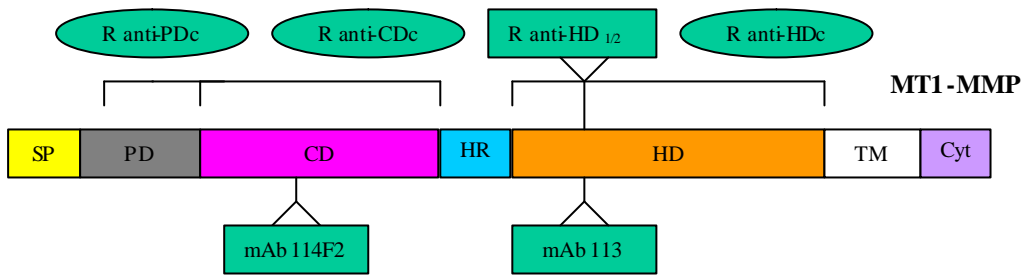 R anti-PDc
R anti-CDc
R anti-HD 1/2
R anti-HDc
MT1-MMP
SP
PD
CD
HR
HD
TM
Cyt
mAb 114F2
mAb 113